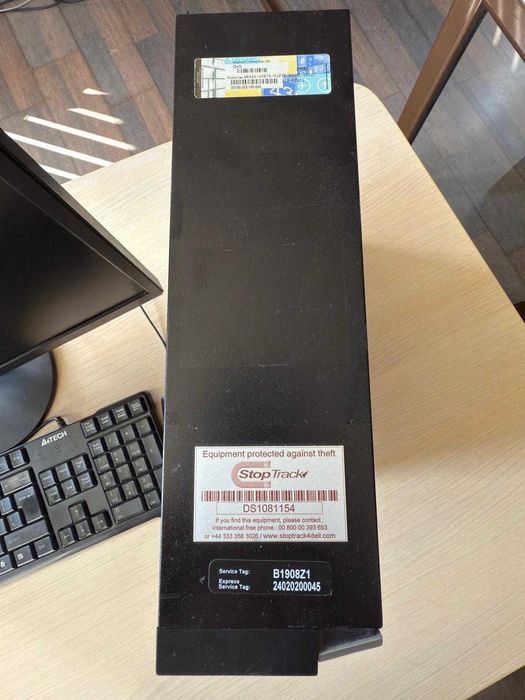 Dell
Equipment protected against theft
StopTrack
DS1081154
If you find this equipment, please contact :
International free phone : 00 800 00 393 693
or +44 333 358 3026 / www.stoptrack4dell.com
Service Tag: B1908Z1
Express
Service Tag: 24020200045
A4TECH